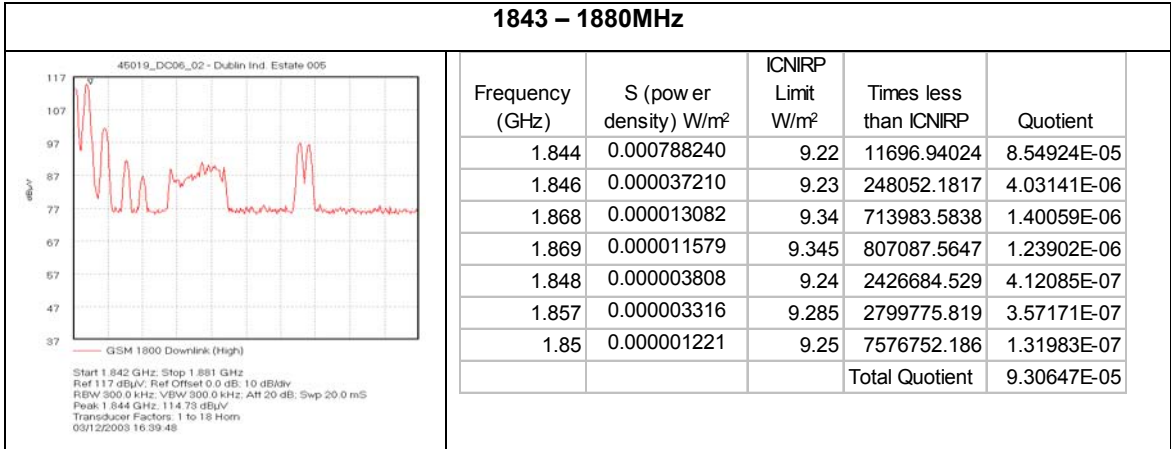 1843 – 1880MHz
45019_DC06_02 - Dublin Ind. Estate 005
117
107
97
87
77
67
57
47
37
dBµV
GSM 1800 Downlink (High)
Start 1.842 GHz; Stop 1.881 GHz
Ref 117 dBµV; Ref Offset 0.0 dB; 10 dB/div
RBW 300.0 kHz; VBW 300.0 kHz; Att 20 dB; Swp 20.0 mS
Peak 1.844 GHz, 114.73 dBµV
Transducer Factors: 1 to 18 Horn
03/12/2003 16:39:48
Frequency (GHz) S (power density) W/m² ICNIRP Limit W/m² Times less than ICNIRP Quotient
1.844 0.000788240 9.22 11696.94024 8.54924E-05
1.846 0.000037210 9.23 248052.1817 4.03141E-06
1.868 0.000013082 9.34 713983.5838 1.40059E-06
1.869 0.000011579 9.345 807087.5647 1.23902E-06
1.848 0.000003808 9.24 2426684.529 4.12085E-07
1.857 0.000003316 9.285 2799775.819 3.57171E-07
1.85 0.000001221 9.25 7576752.186 1.31983E-07
Total Quotient 9.30647E-05